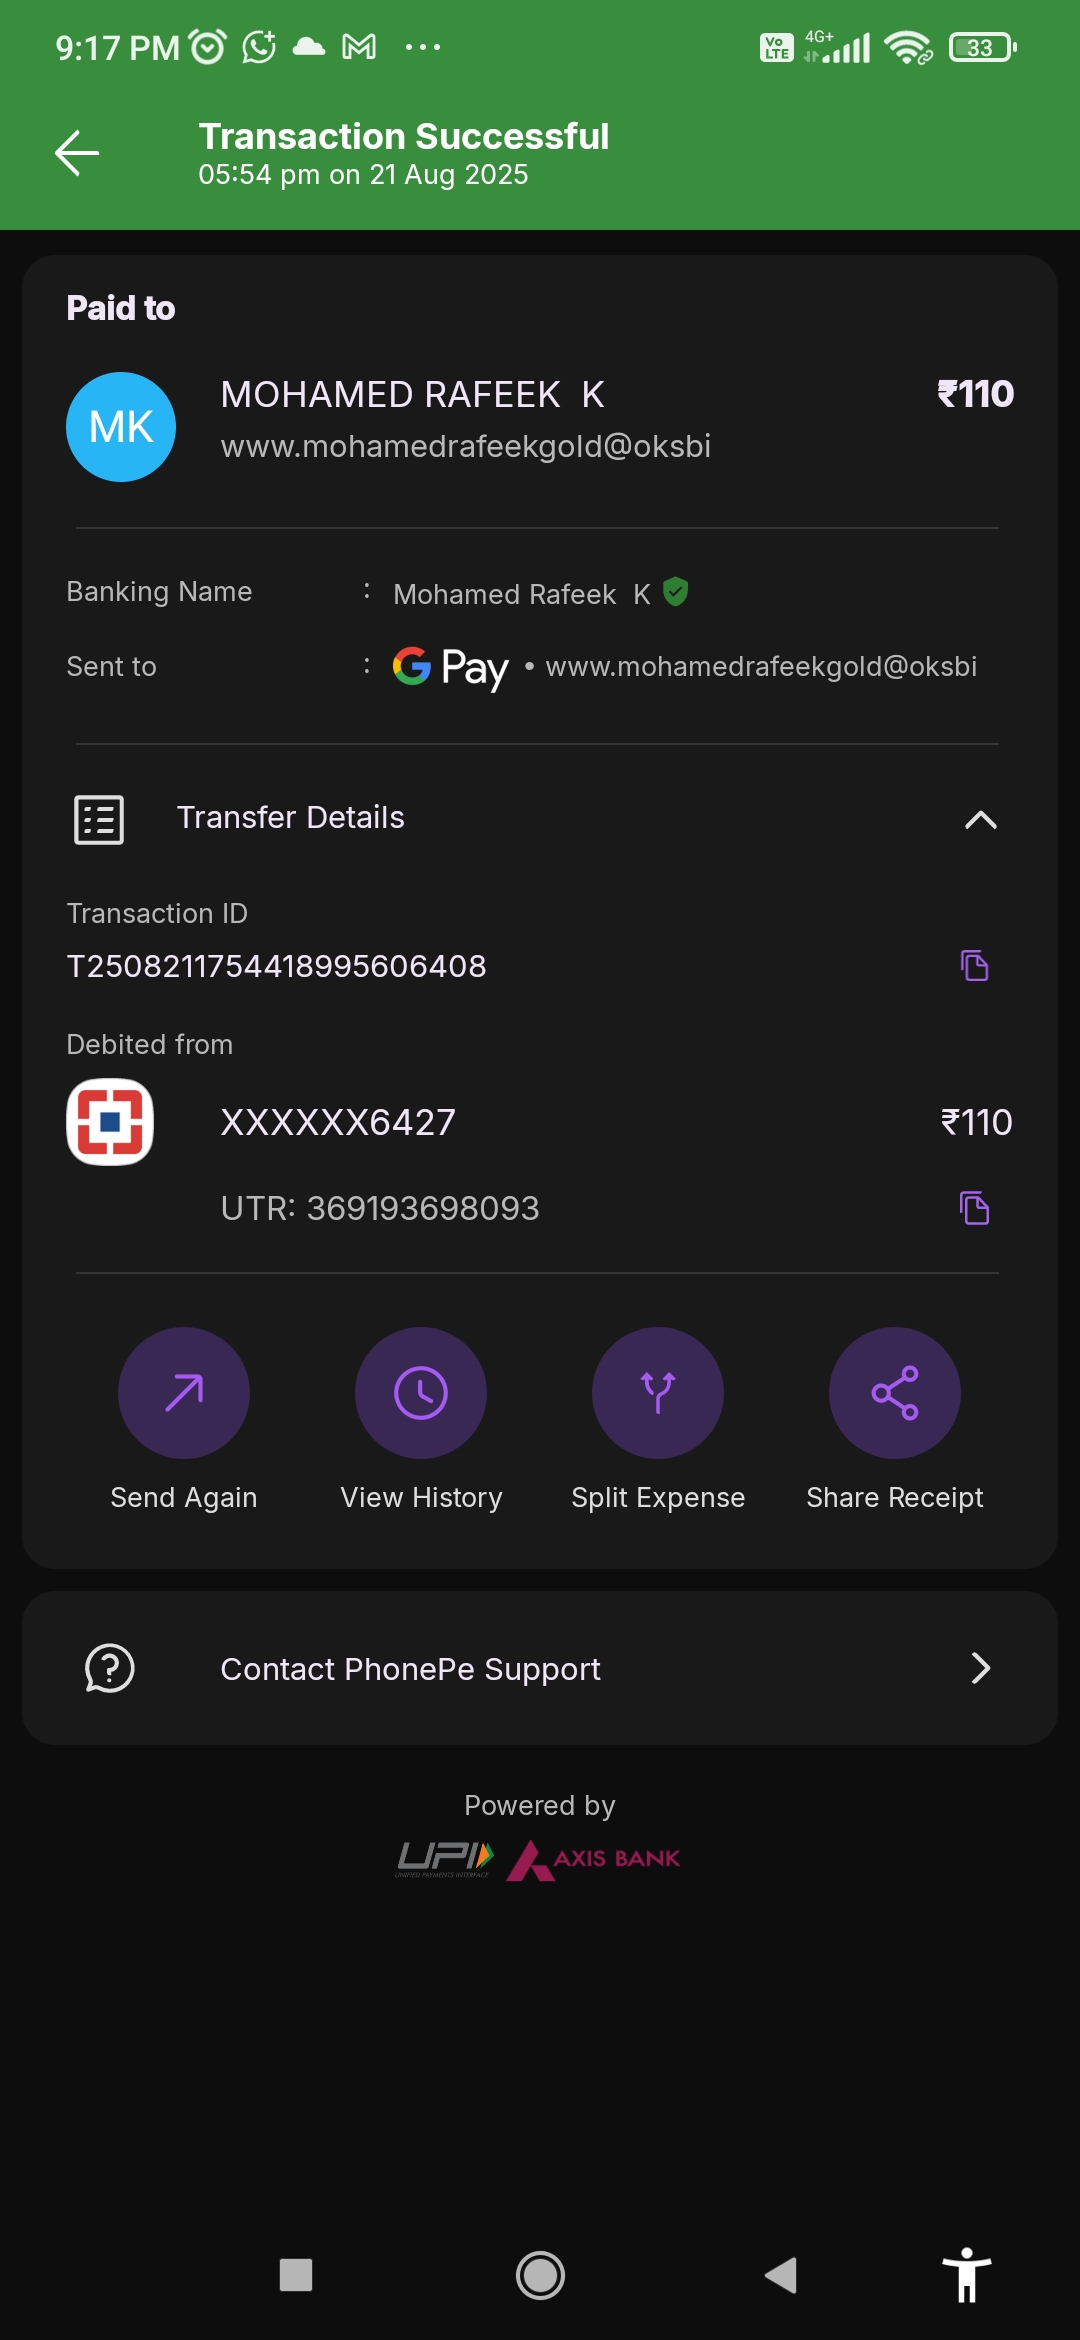 9:17 PM
Vo LTE 4G+ 33
Transaction Successful
05:54 pm on 21 Aug 2025
Paid to
MK MOHAMED RAFEEK K ₹110
www.mohamedrafeekgold@oksbi
Banking Name : Mohamed Rafeek K
Sent to : G Pay • www.mohamedrafeekgold@oksbi
Transfer Details
Transaction ID
T2508211754418995606408
Debited from
XXXXXX6427 ₹110
UTR: 369193698093
Send Again View History Split Expense Share Receipt
Contact PhonePe Support
Powered by
UPI AXIS BANK
UNIFIED PAYMENTS INTERFACE